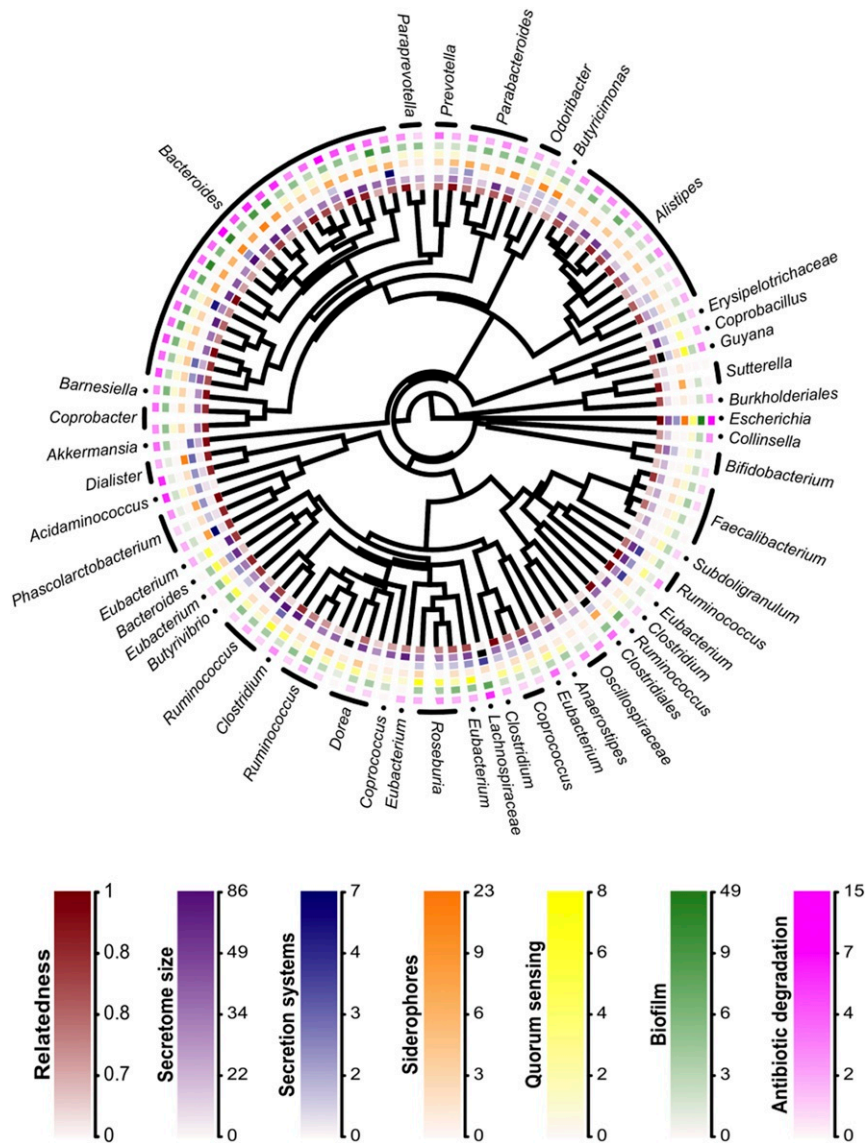 Paraprevotella
Prevotella
Parabacteroides
Odoribacter
Butyricimonas
Bacteroides
Alistipes
Erysipelotrichaceae
Coprobacillus
Guyana
Sutterella
Burkholderiales
Escherichia
Collinsella
Bifidobacterium
Faecalibacterium
Subdoligranulum
Ruminococcus
Eubacterium
Clostridium
Ruminococcus
Clostridiales
Oscillospiraceae
Anaerostipes
Eubacterium
Coprococcus
Clostridium
Lachnospiraceae
Eubacterium
Roseburia
Eubacterium
Coprococcus
Dorea
Ruminococcus
Clostridium
Ruminococcus
Butyrivibrio
Eubacterium
Bacteroides
Eubacterium
Phascolarctobacterium
Acidaminococcus
Dialister
Akkermansia
Coprobacter
Barnesiella
Relatedness
1
0.8
0.8
0.7
0
Secretome size
86
49
34
22
0
Secretion systems
7
4
3
2
0
Siderophores
23
9
6
3
0
Quorum sensing
8
6
4
2
0
Biofilm
49
9
6
3
0
Antibiotic degradation
15
7
4
2
0